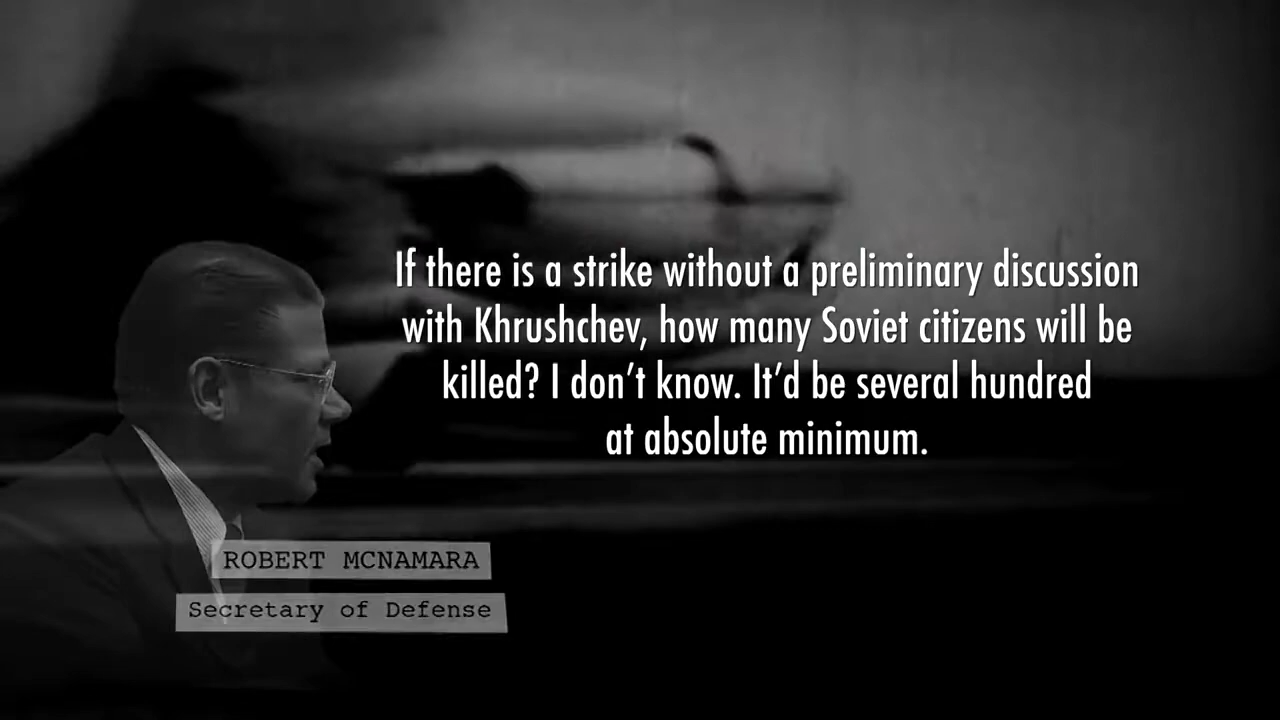 If there is a strike without a preliminary discussion
with Khrushchev, how many Soviet citizens will be
killed? I don’t know. It’d be several hundred
at absolute minimum.
ROBERT MCNAMARA
Secretary of Defense